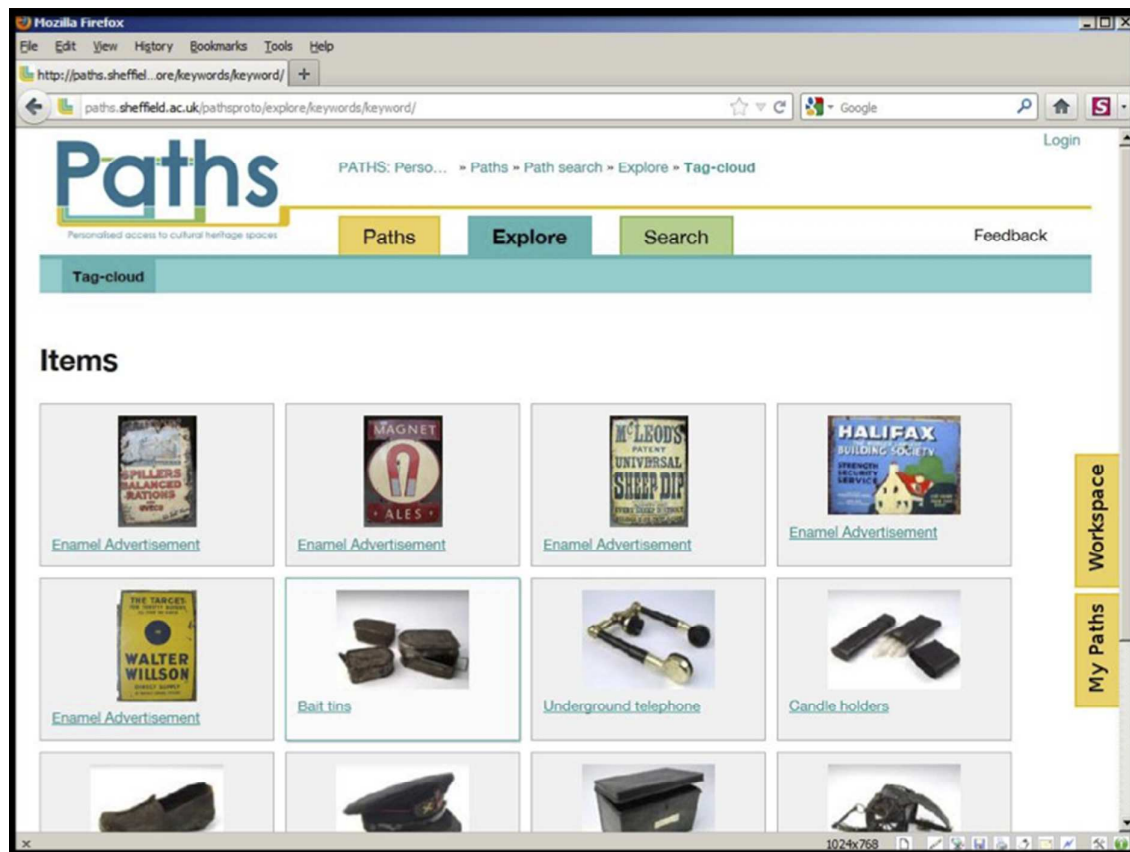 Mozilla Firefox
File Edit View History Bookmarks Tools Help
http://paths.sheffiel...ore/keywords/keyword/ +
paths.sheffield.ac.uk/pathsproto/explore/keywords/keyword/ Google
Login
Paths
Personalised access to cultural heritage spaces
PATHS: Perso... » Paths » Path search » Explore » Tag-cloud
Paths Explore Search Feedback
Tag-cloud
Items
SPILLERS
BALANCED
RATIONS
Enamel Advertisement
MAGNET
ALES
Enamel Advertisement
McLEOD'S
PATENT
UNIVERSAL
SHEEP DIP
Enamel Advertisement
HALIFAX
BUILDING SOCIETY
STRENGTH
SECURITY
SERVICE
Enamel Advertisement
THE TARGET
WALTER
WILLSON
Enamel Advertisement
Bait tins
Underground telephone
Candle holders
Workspace
My Paths
1024x768